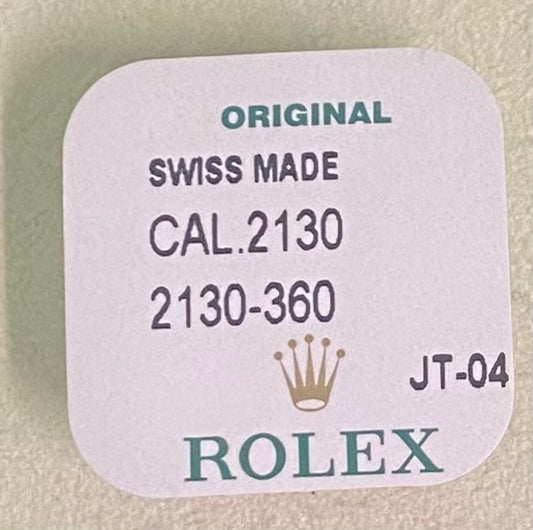 ORIGINAL
SWISS MADE
CAL.2130
2130-360
JT-04
ROLEX